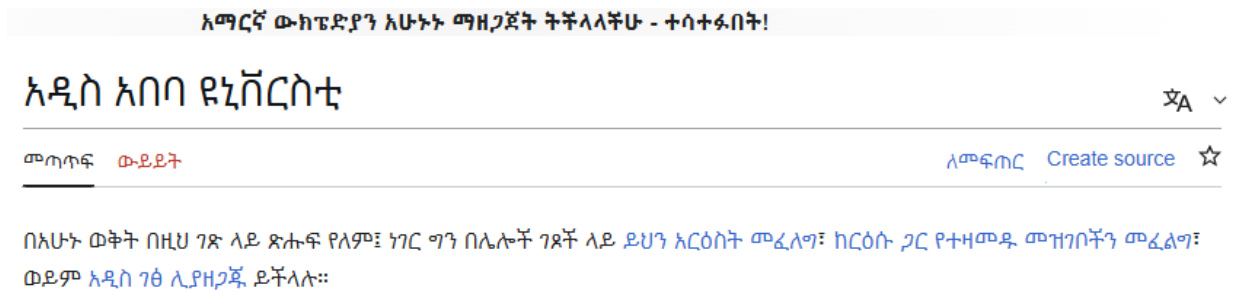 አማርኛ ውክፔድያን አሁኑኑ ማዘጋጀት ትችላላችሁ - ተሳተፉበት!
አዲስ አበባ ዩኒቨርስቲ
መጣጥፍ ውይይት ለመፍጠር Create source
በአሁኑ ወቅት በዚህ ገጽ ላይ ጽሑፍ የለም፤ ነገር ግን በሌሎች ገጾች ላይ ይህን አርዕስት መፈለግ፣ ከርዕሱ ጋር የተዛመዱ መዝገቦችን መፈልግ፣
ወይም አዲስ ገፅ ሊያዘጋጁ ይችላሉ።